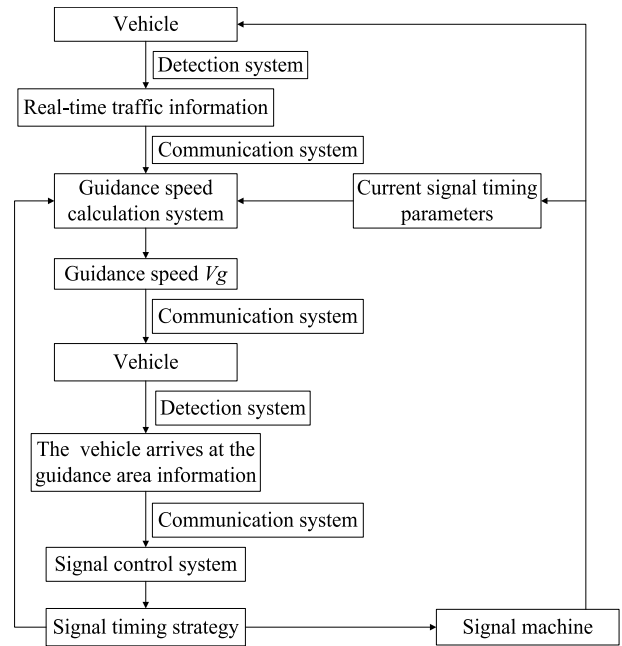 Vehicle
Detection system
Real-time traffic information
Communication system
Guidance speed
calculation system
Current signal timing
parameters
Guidance speed Vg
Communication system
Vehicle
Detection system
The vehicle arrives at the
guidance area information
Communication system
Signal control system
Signal timing strategy
Signal machine